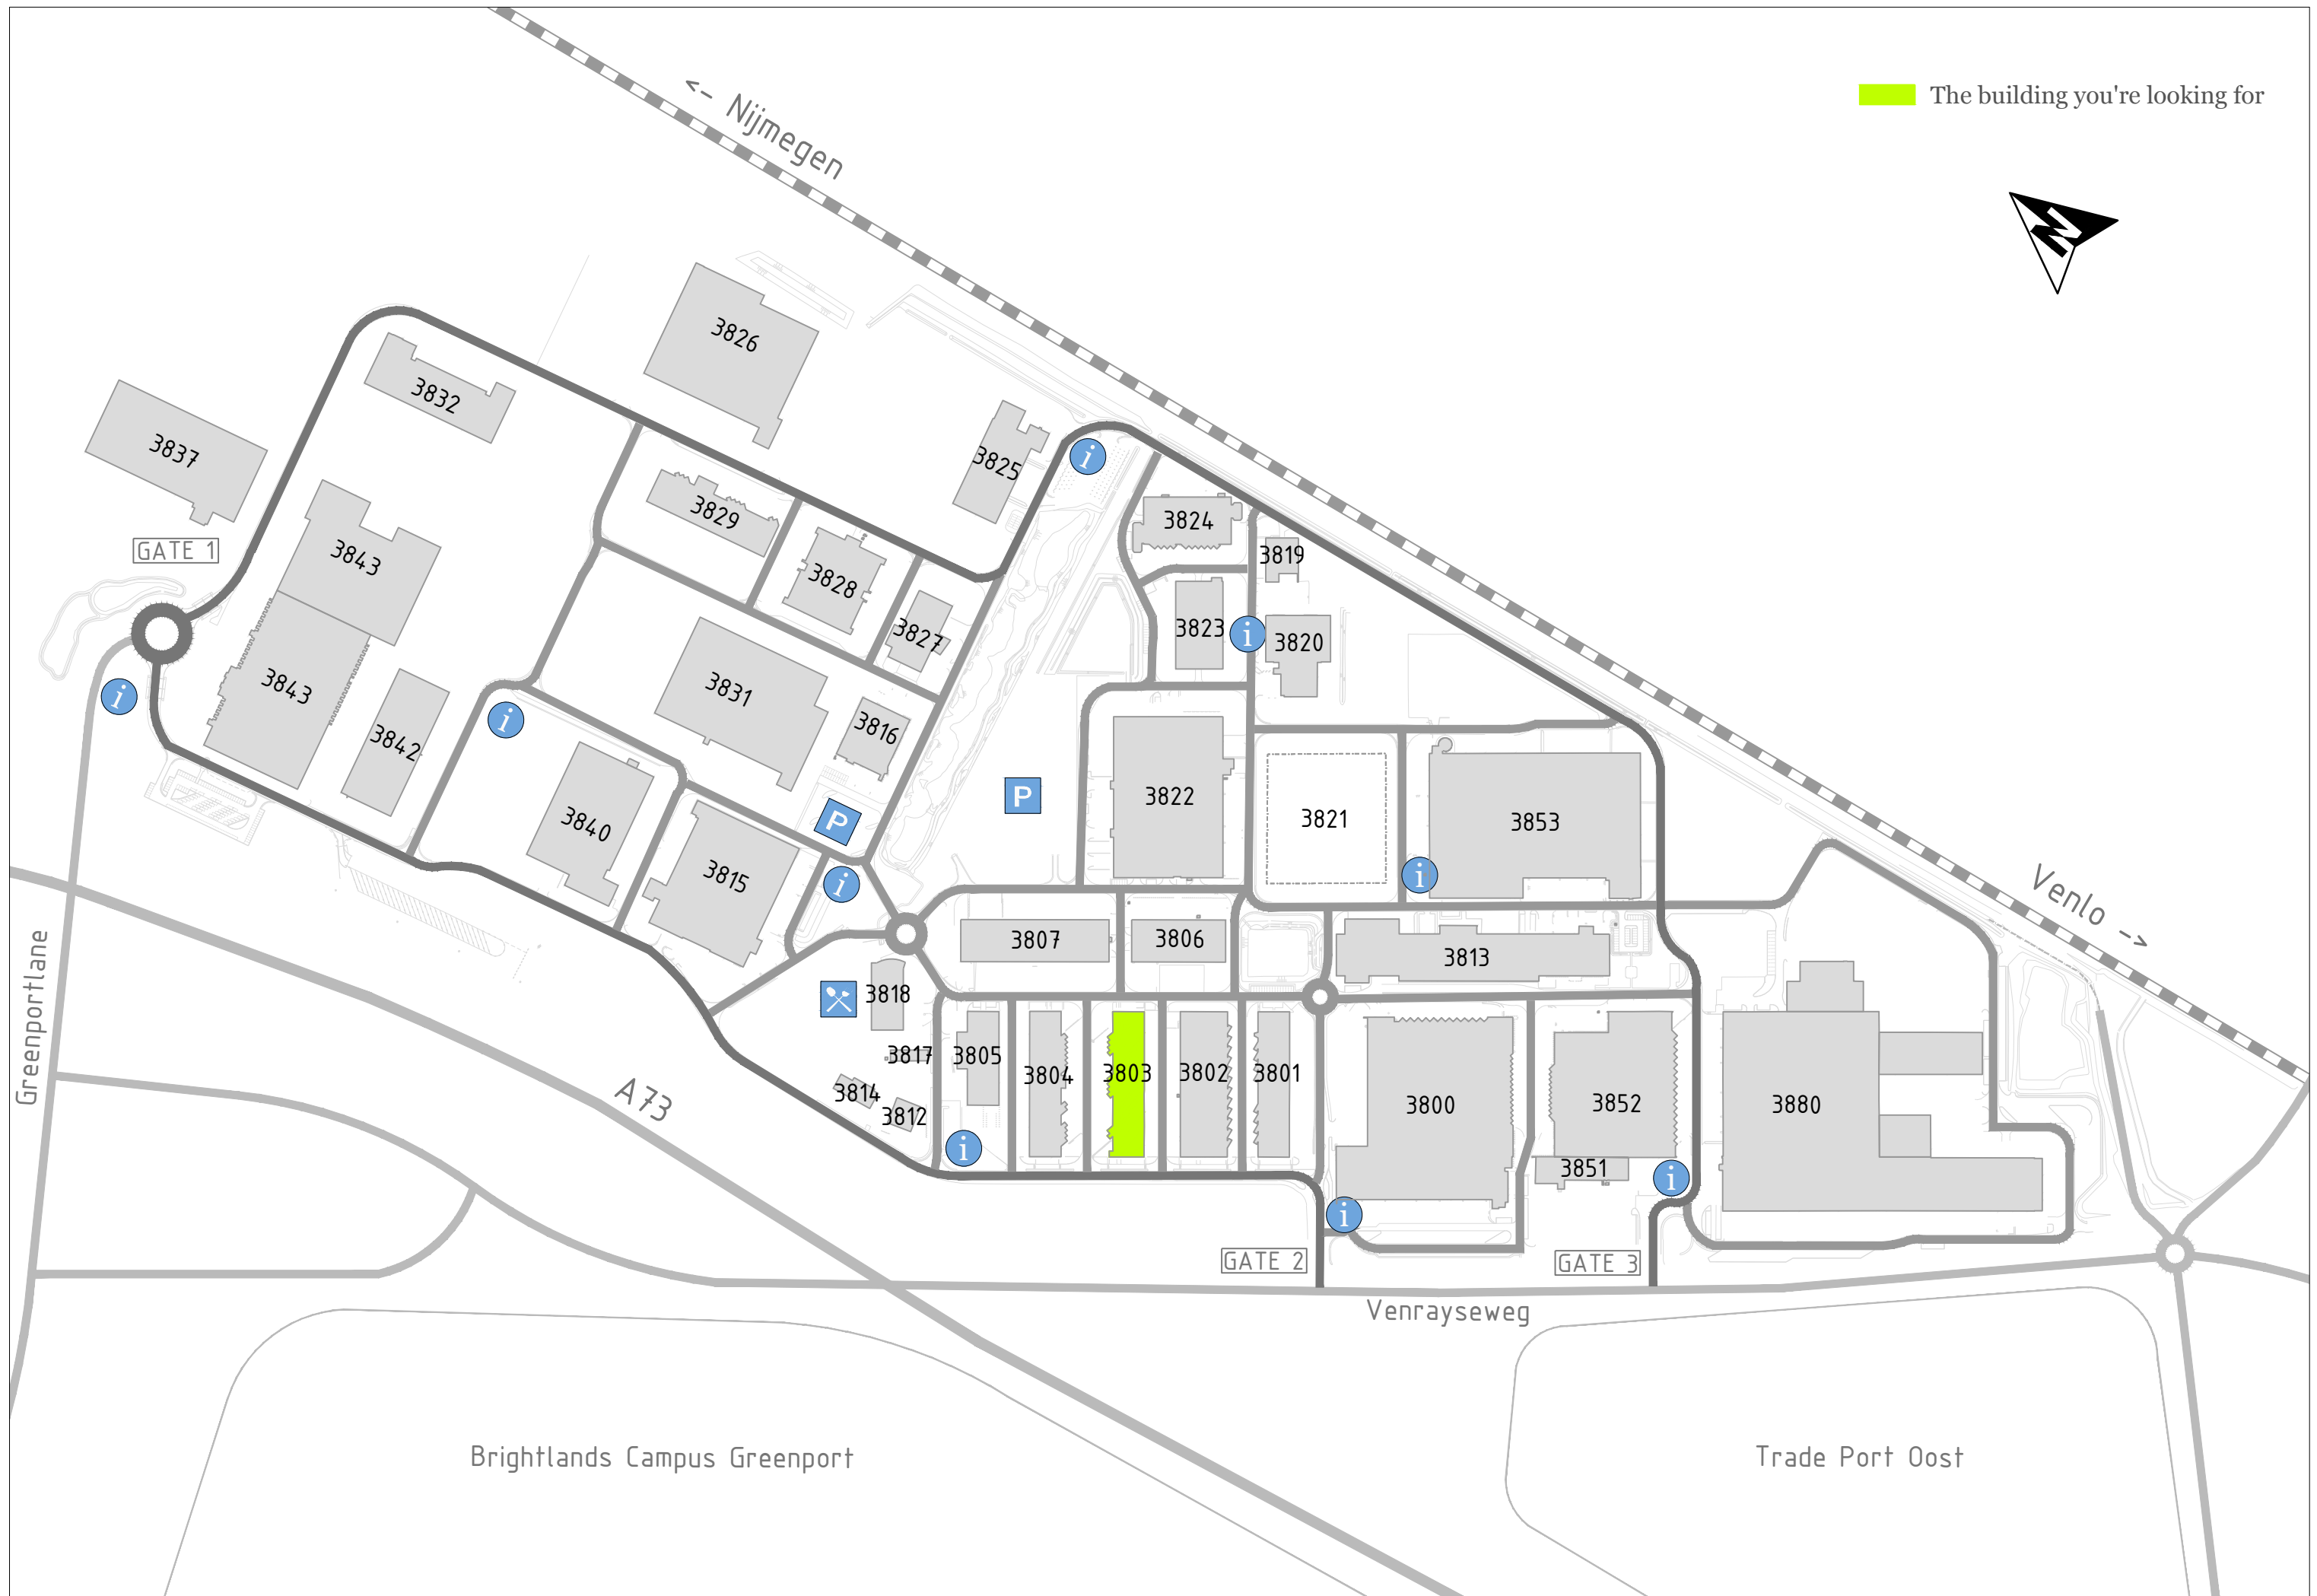 <- Nijmegen
The building you're looking for
N
3826
3832
3837
3825
3829
3824
GATE 1
3843
3819
3828
3823
3827
3820
i
3843
3831
3816
3842
i
i
i
i
P
P
3822
3821
3853
3840
3815
i
i
Venlo ->
3807
3806
3813
Greenportlane
3818
3817
3805
3804
3803
3802
3801
3814
3812
A73
3800
3852
3880
i
3851
i
i
GATE 2
GATE 3
Venrayseweg
Brightlands Campus Greenport
Trade Port Oost